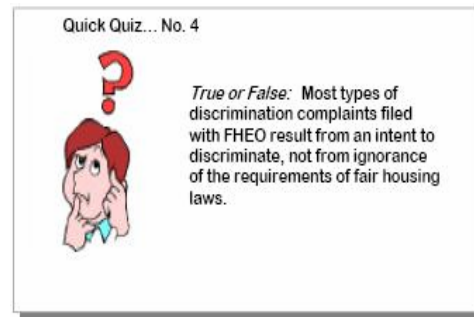 Quick Quiz... No. 4
?
True or False: Most types of
discrimination complaints filed
with FHEO result from an intent to
discriminate, not from ignorance
of the requirements of fair housing
laws.